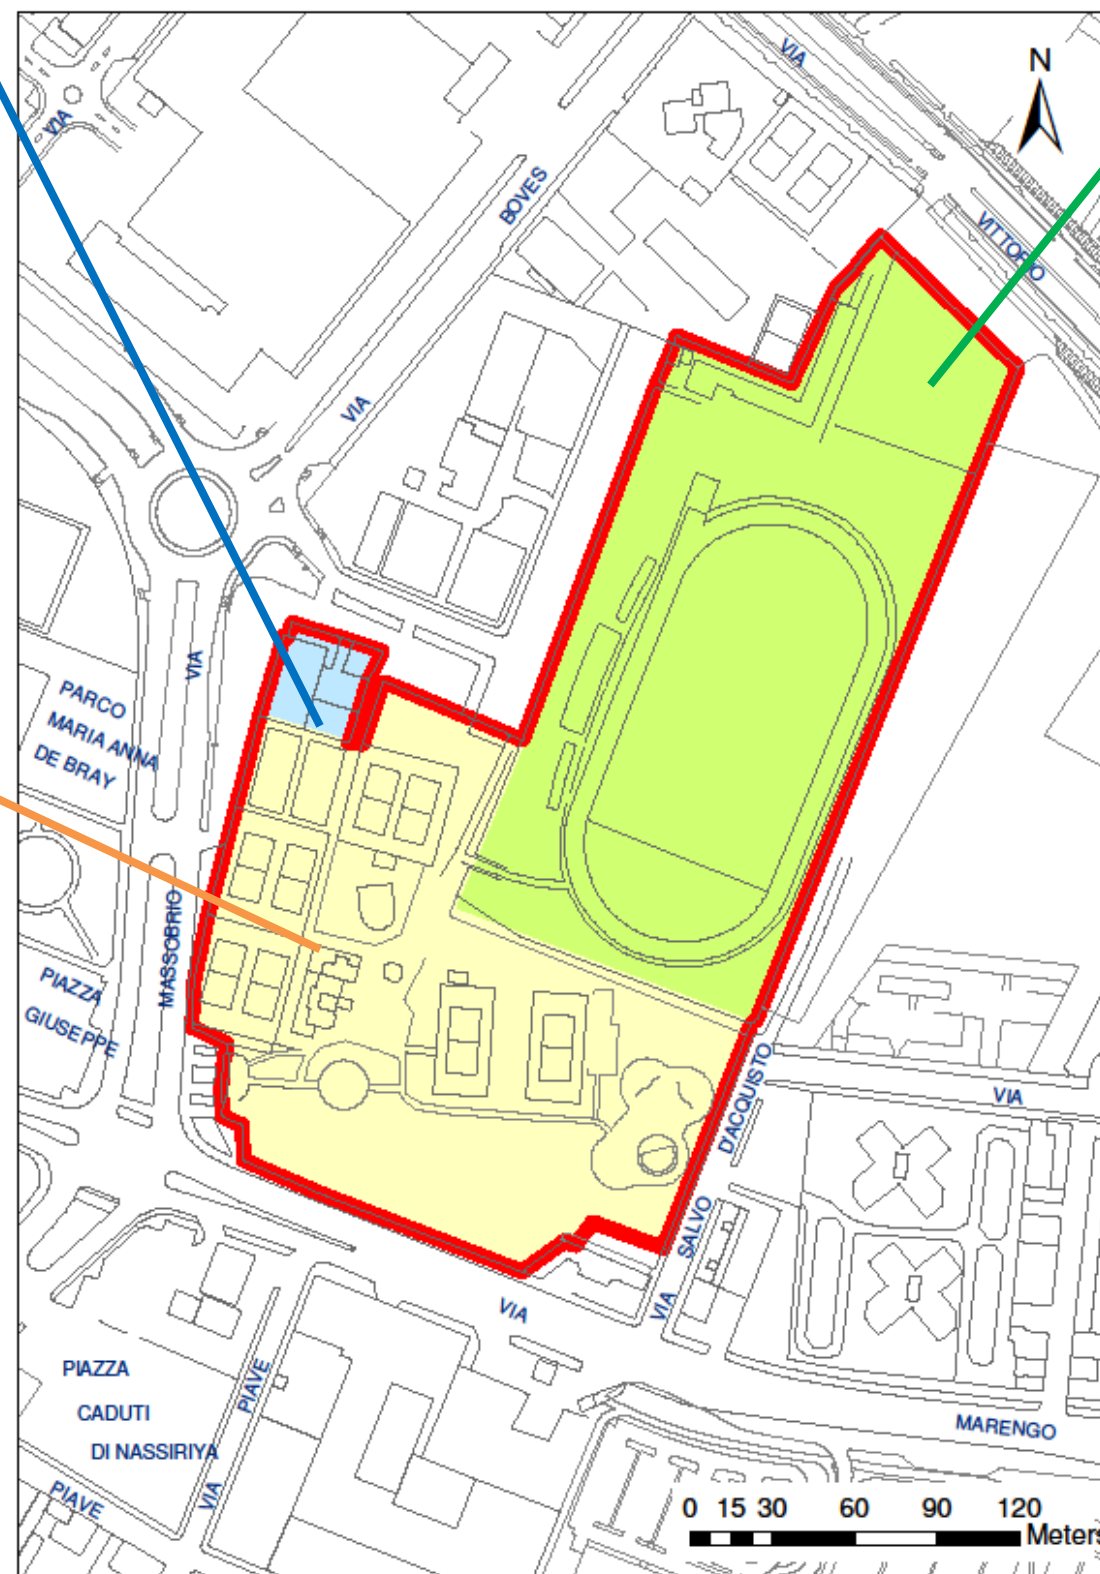 VIA
N
VIA
BOVES
VITTORIO
VIA
VIA
PARCO
MARIA ANNA
DE BRAY
MASSOBRIO
PIAZZA
GIUSEPPE
D'ACQUISTO
VIA
SALVO
VIA
VIA
PIAZZA
CADUTI
DI NASSIRIYA
PIAVE
MARENGO
PIAVE
VIA
0 15 30 60 90 120
Meters